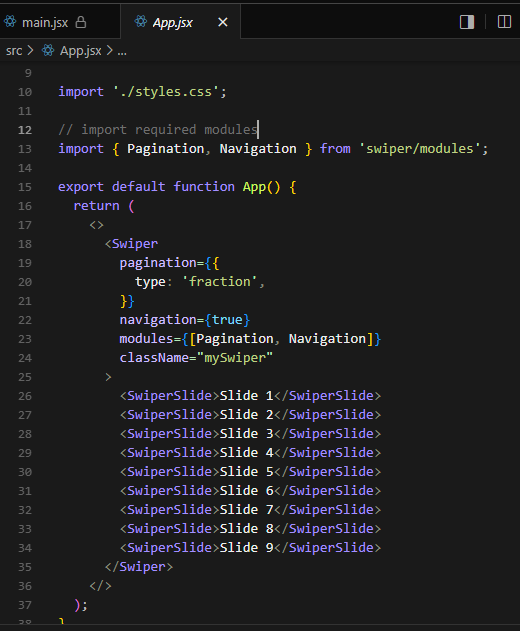 main.jsx
App.jsx
src > App.jsx > ...
9
10 import './styles.css';
11
12 // import required modules
13 import { Pagination, Navigation } from 'swiper/modules';
14
15 export default function App() {
16 return (
17 <>
18 <Swiper
19 pagination={{
20 type: 'fraction',
21 }}
22 navigation={true}
23 modules={[Pagination, Navigation]}
24 className="mySwiper"
25 >
26 <SwiperSlide>Slide 1</SwiperSlide>
27 <SwiperSlide>Slide 2</SwiperSlide>
28 <SwiperSlide>Slide 3</SwiperSlide>
29 <SwiperSlide>Slide 4</SwiperSlide>
30 <SwiperSlide>Slide 5</SwiperSlide>
31 <SwiperSlide>Slide 6</SwiperSlide>
32 <SwiperSlide>Slide 7</SwiperSlide>
33 <SwiperSlide>Slide 8</SwiperSlide>
34 <SwiperSlide>Slide 9</SwiperSlide>
35 </Swiper>
36 </>
37 );
38 }